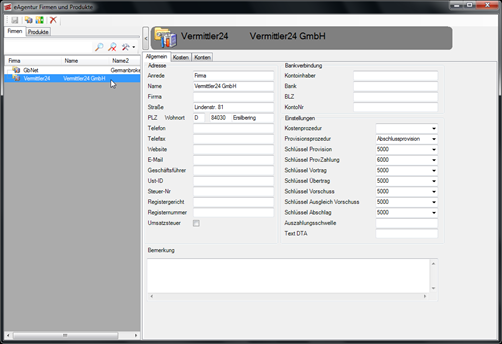 eAgentur Firmen und Produkte
Firmen Produkte
Firma Name Name2
GbNet Germanbroke
Vermittler24 Vermittler24 GmbH
Vermittler24 Vermittler24 GmbH
Allgemein Kosten Konten
Adresse
Anrede Firma
Name Vermittler24 GmbH
Firma
Straße Lindenstr. 81
PLZ Wohnort D 84030 Ersilbering
Telefon
Telefax
Website
E-Mail
Geschäftsführer
Ust-ID
Steuer-Nr
Registergericht
Registernummer
Umsatzsteuer
Bankverbindung
Kontoinhaber
Bank
BLZ
KontoNr
Einstellungen
Kostenprozedur
Provisionsprozedur Abschlussprovision
Schlüssel Provision 5000
Schlüssel ProvZahlung 6000
Schlüssel Vortrag 5000
Schlüssel Übertrag 5000
Schlüssel Vorschuss 5000
Schlüssel Ausgleich Vorschuss 5000
Schlüssel Abschlag 5000
Auszahlungsschwelle
Text DTA
Bemerkung